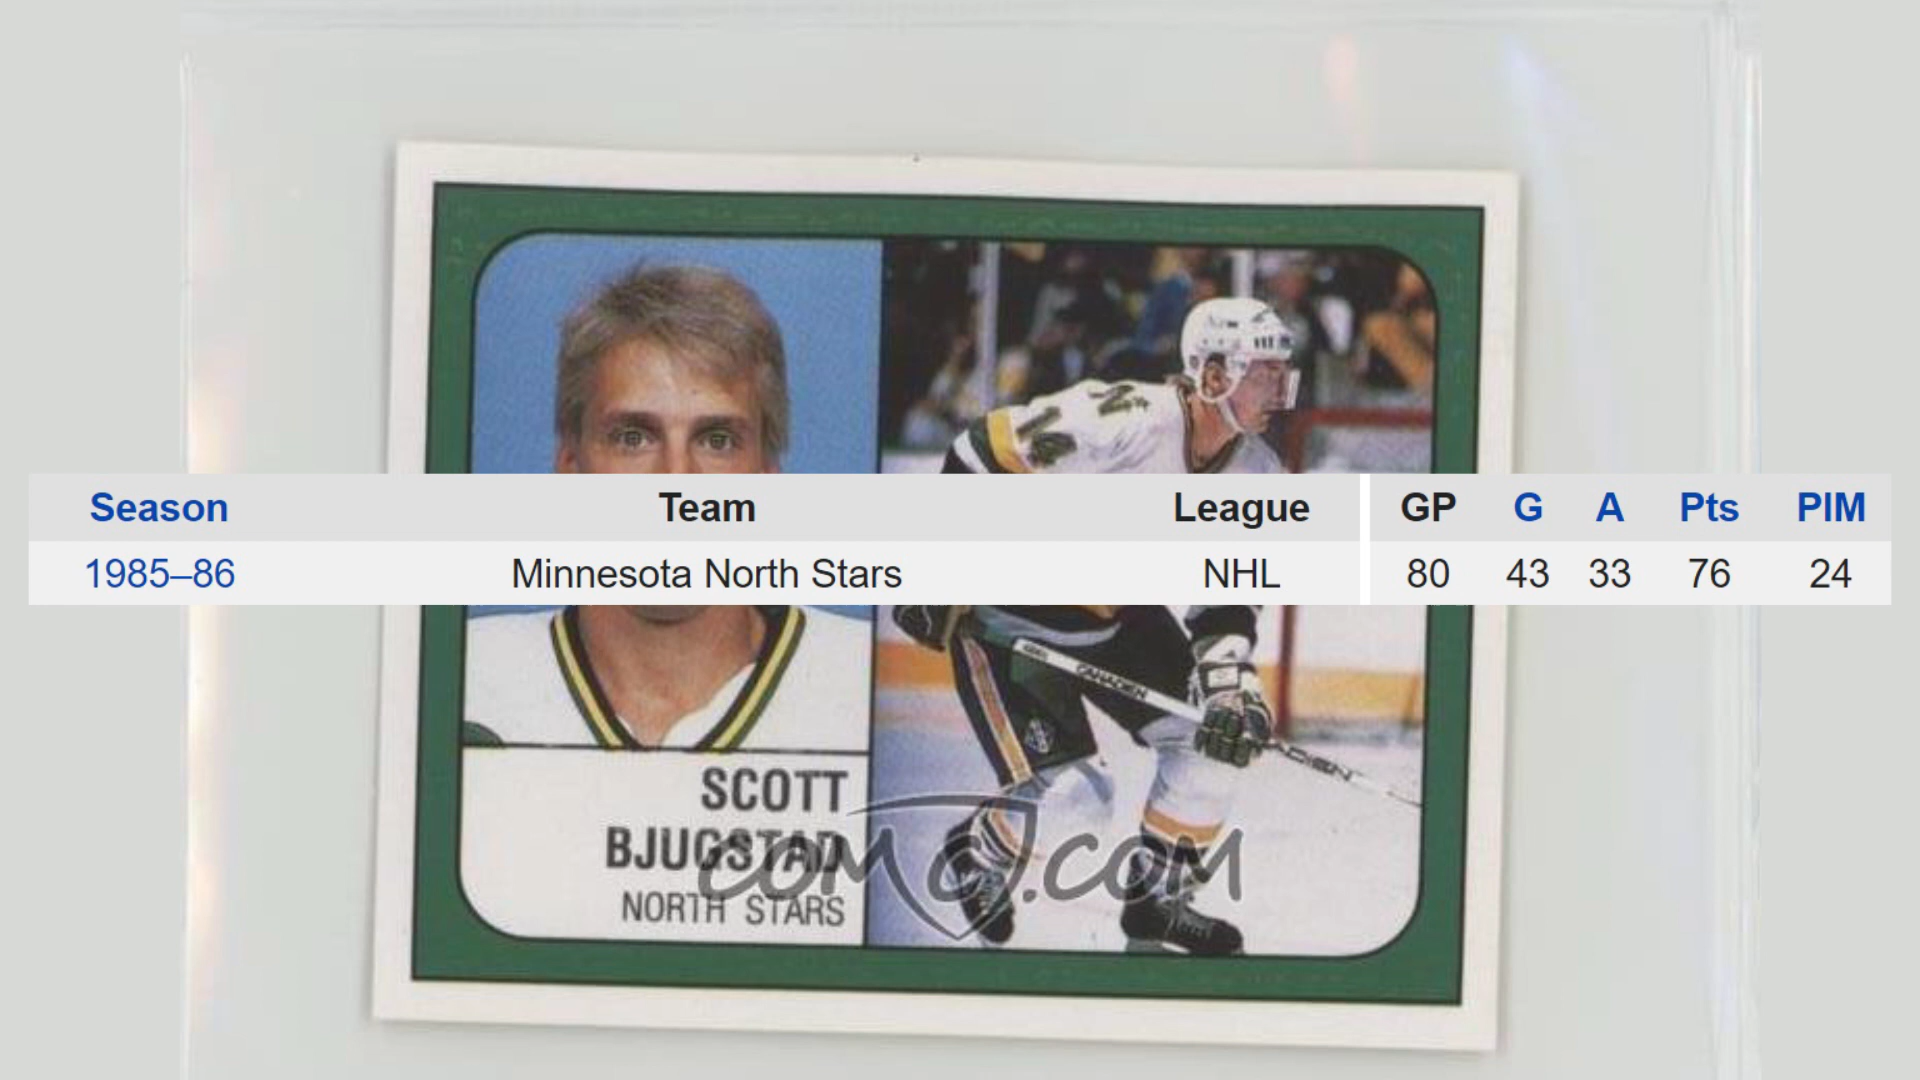 Season Team League GP G A Pts PIM
1985–86 Minnesota North Stars NHL 80 43 33 76 24
N★
14
CANADIEN
SCOTT
BJUGSTAD
NORTH STARS
COMC.COM